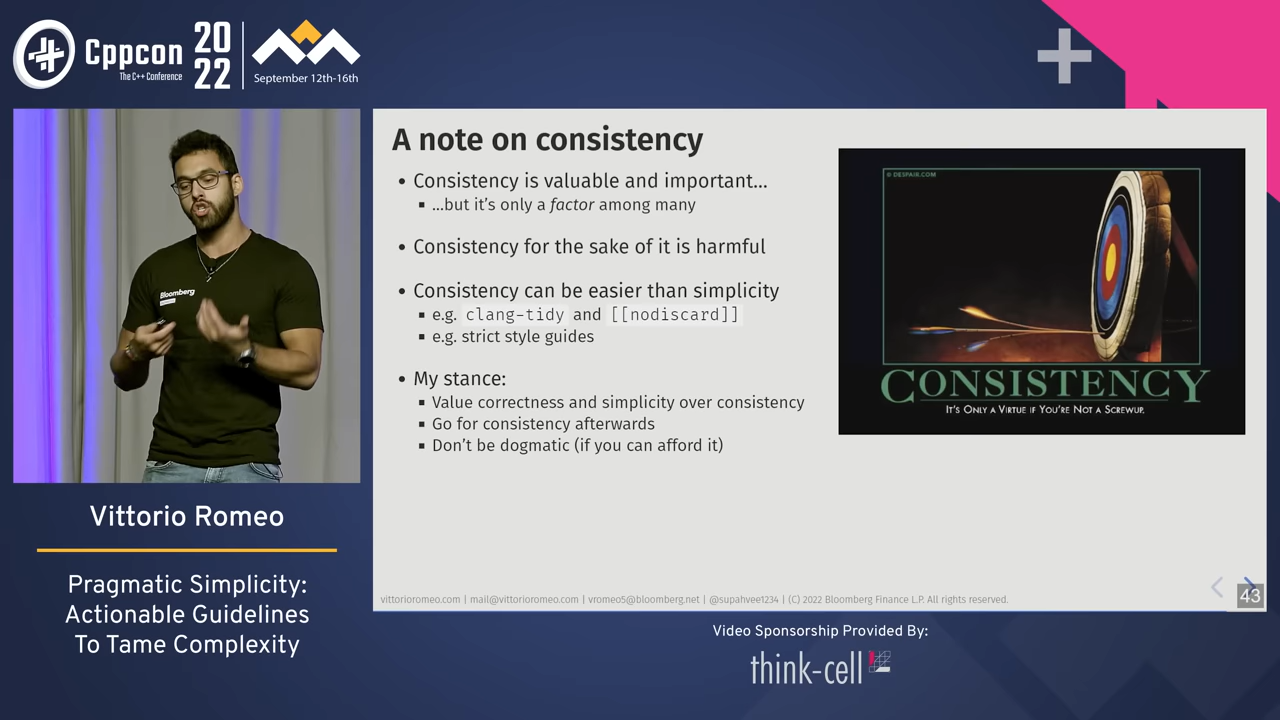 Cppcon
The C++ Conference
20
22
September 12th-16th
A note on consistency
• Consistency is valuable and important…
▪ …but it's only a factor among many
• Consistency for the sake of it is harmful
• Consistency can be easier than simplicity
▪ e.g. clang-tidy and [[nodiscard]]
▪ e.g. strict style guides
• My stance:
▪ Value correctness and simplicity over consistency
▪ Go for consistency afterwards
▪ Don't be dogmatic (if you can afford it)
© DESPAIR.COM
CONSISTENCY
IT'S ONLY A VIRTUE IF YOU'RE NOT A SCREWUP.
Bloomberg
Vittorio Romeo
Pragmatic Simplicity:
Actionable Guidelines
To Tame Complexity
vittorioromeo.com | mail@vittorioromeo.com | vromeo5@bloomberg.net | @supahvee1234 | (C) 2022 Bloomberg Finance L.P. All rights reserved.
43
Video Sponsorship Provided By:
think-cell